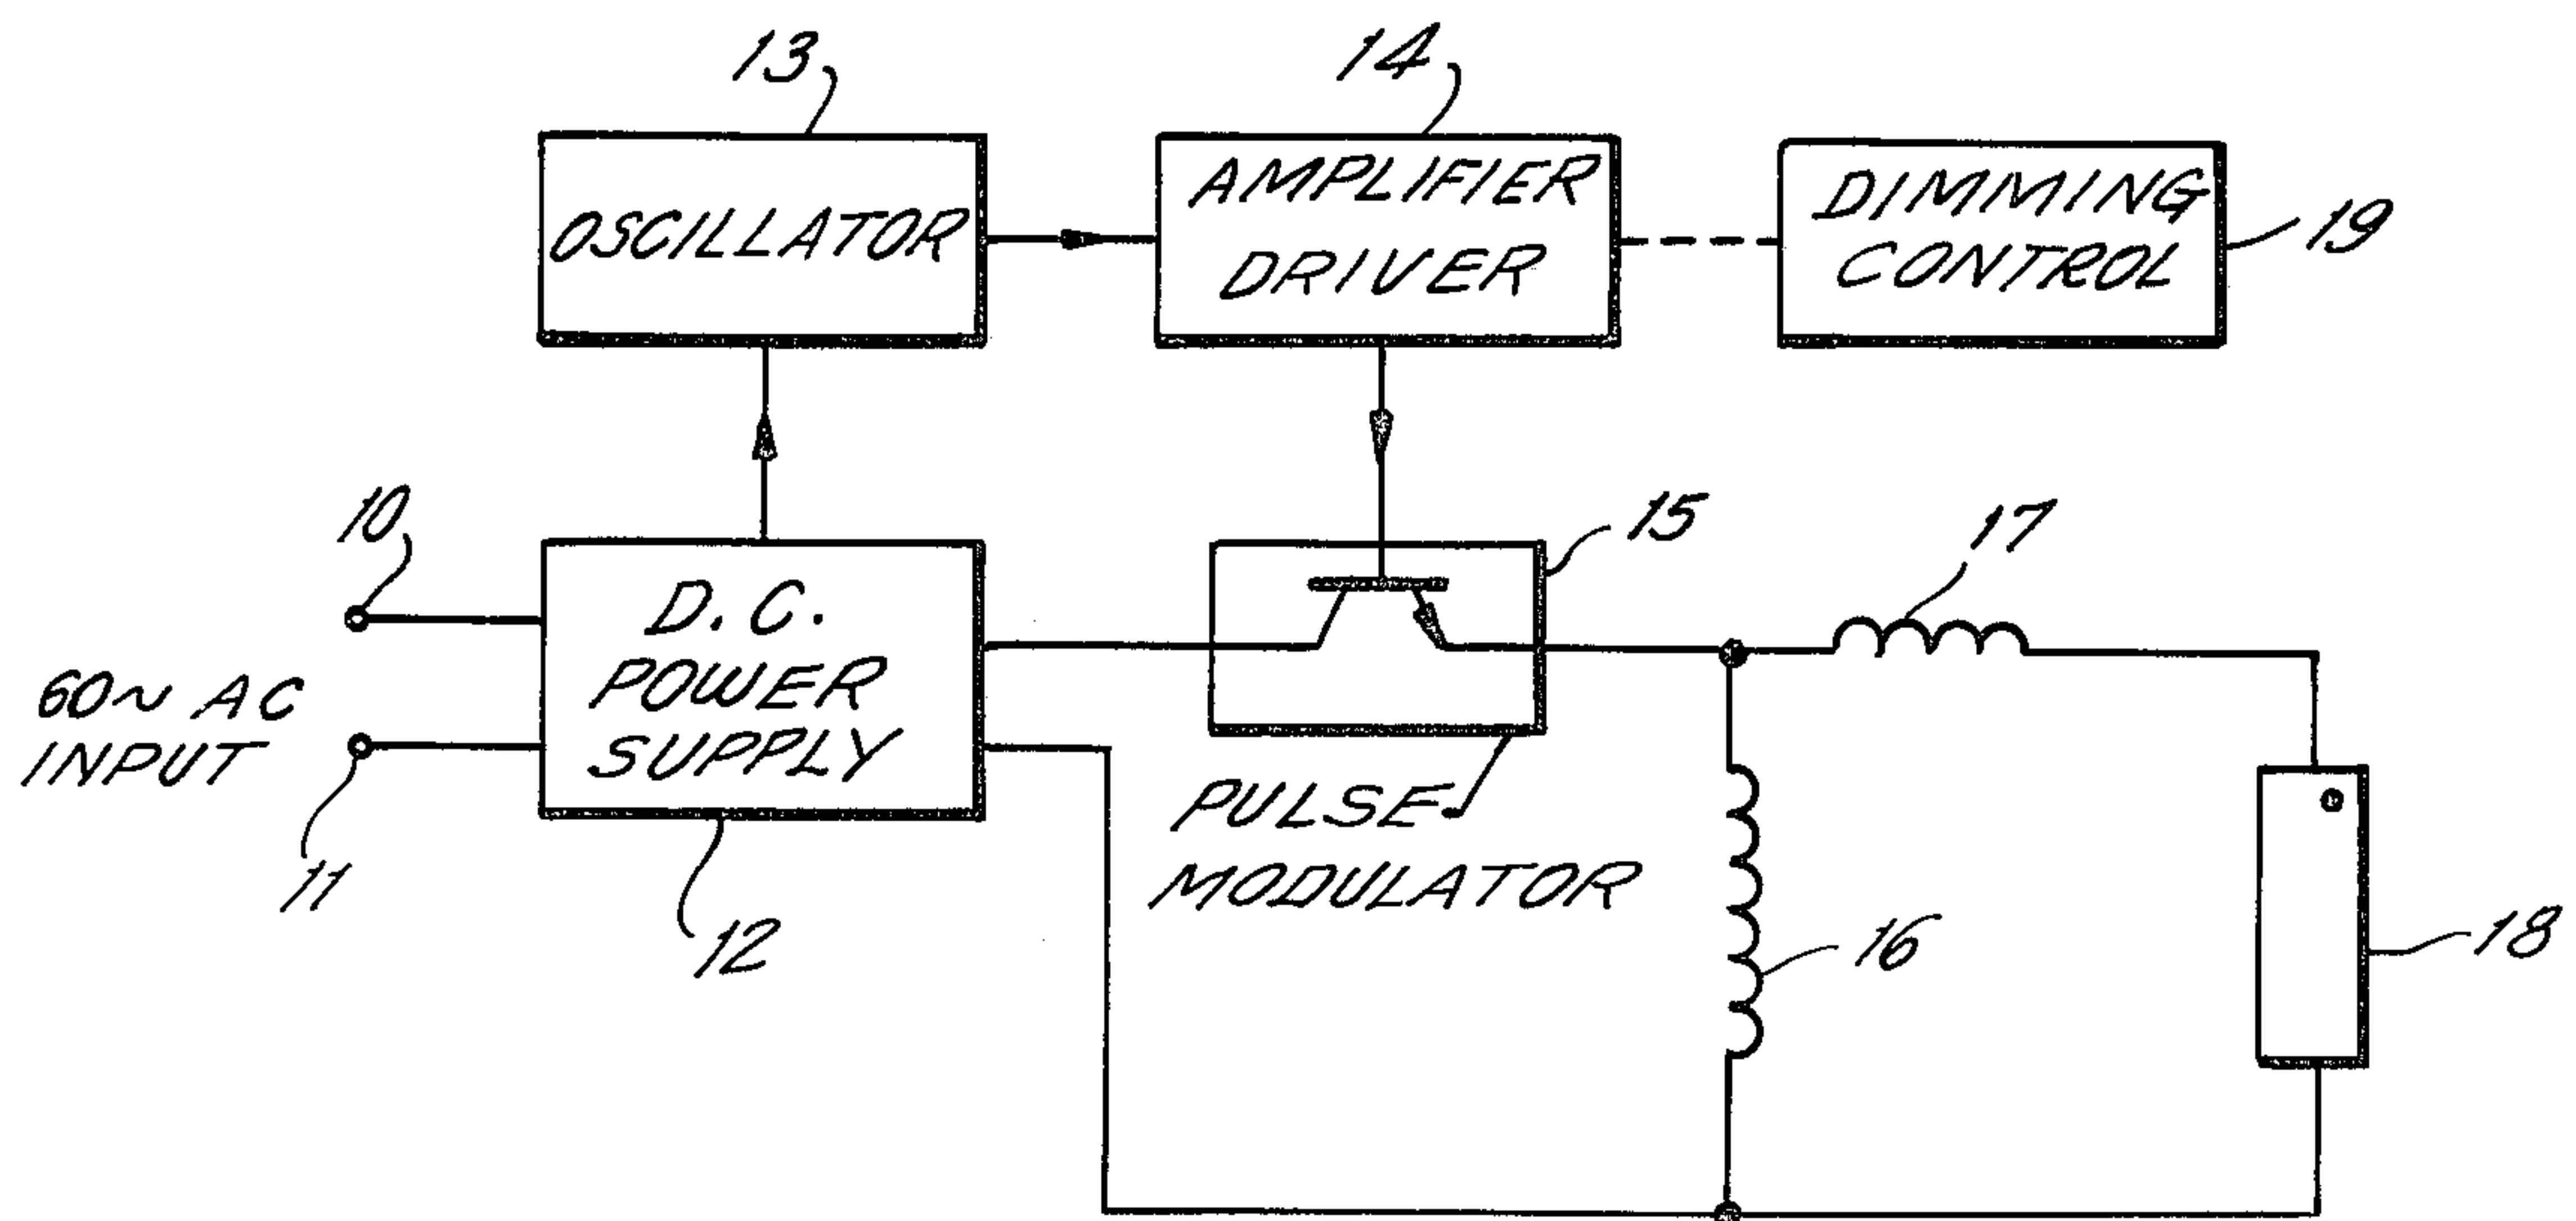 13
14
OSCILLATOR
AMPLIFIER
DRIVER
DIMMING
CONTROL
19
10
15
17
60~ AC
INPUT
D.C.
POWER
SUPPLY
PULSE
MODULATOR
11
12
16
18